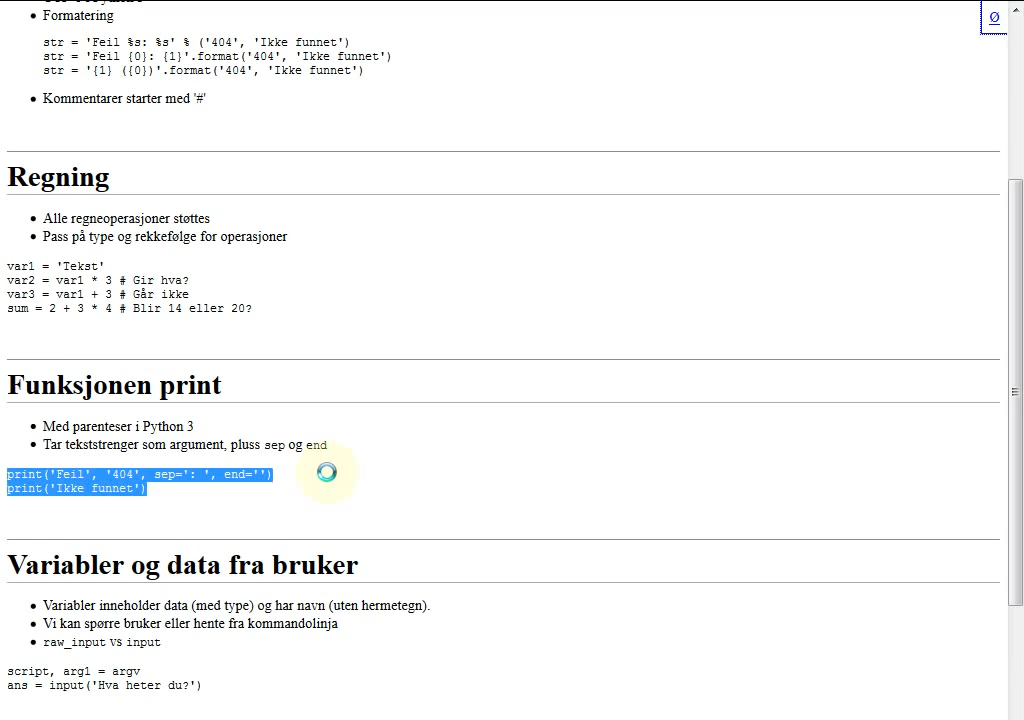 Formatering
str = 'Feil %s: %s' % ('404', 'Ikke funnet')
str = 'Feil {0}: {1}'.format('404', 'Ikke funnet')
str = '{1} ({0})'.format('404', 'Ikke funnet')
Kommentarer starter med '#'
Ø
Regning
Alle regneoperasjoner støttes
Pass på type og rekkefølge for operasjoner
var1 = 'Tekst'
var2 = var1 * 3 # Gir hva?
var3 = var1 + 3 # Går ikke
sum = 2 + 3 * 4 # Blir 14 eller 20?
Funksjonen print
Med parenteser i Python 3
Tar tekststrenger som argument, pluss sep og end
print('Feil', '404', sep=': ', end='')
print('Ikke funnet')
Variabler og data fra bruker
Variabler inneholder data (med type) og har navn (uten hermetegn).
Vi kan spørre bruker eller hente fra kommandolinja
raw_input vs input
script, arg1 = argv
ans = input('Hva heter du?')